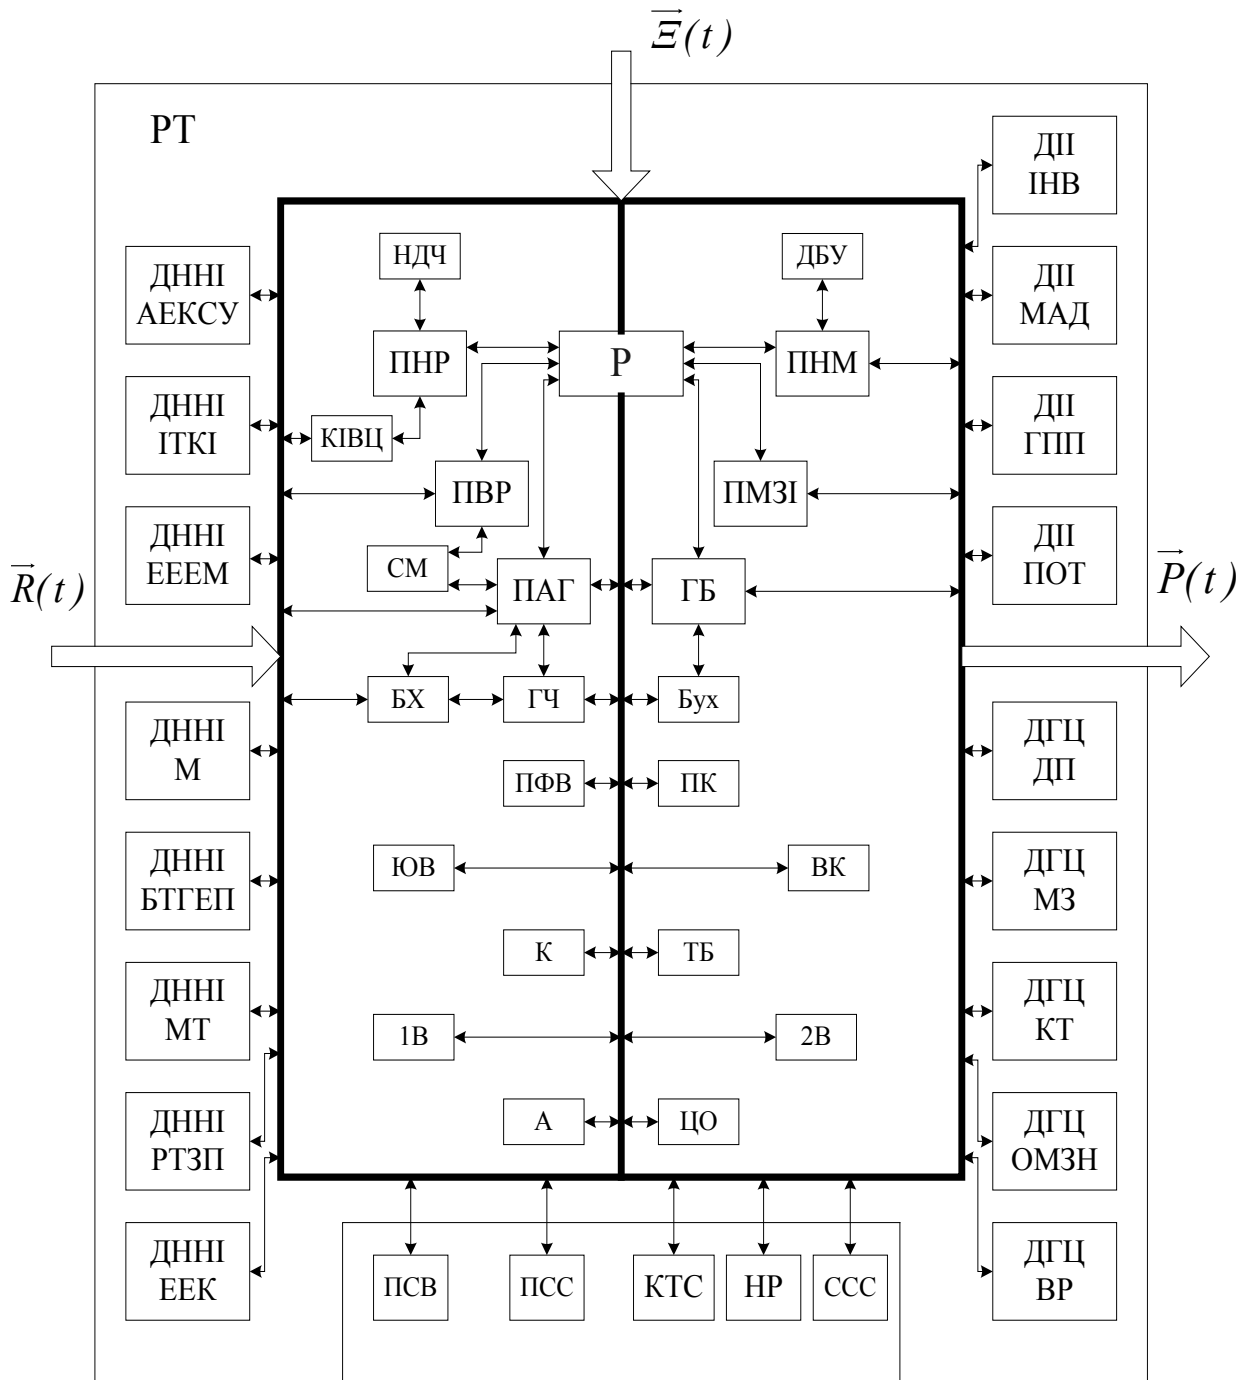 Ξ(t)
РТ
ДІІ
ІНВ
НДЧ
ДБУ
ДННІ
АЕКСУ
ДІІ
МАД
ПНР
Р
ПНМ
ДННІ
ІТКІ
КІВЦ
ДІІ
ГПП
ПВР
ПМЗІ
ДННІ
ЕЕЕМ
СМ
ПАГ
ГБ
ДІІ
ПОТ
R(t)
P(t)
БХ
ГЧ
Бух
ДННІ
М
ДГЦ
ДП
ПФВ
ПК
ДННІ
БТГЕП
ЮВ
ВК
ДГЦ
МЗ
К
ТБ
ДННІ
МТ
1В
2В
ДГЦ
КТ
ДННІ
РТЗП
А
ЦО
ДГЦ
ОМЗН
ДННІ
ЕЕК
ПСВ
ПСС
КТС
НР
ССС
ДГЦ
ВР